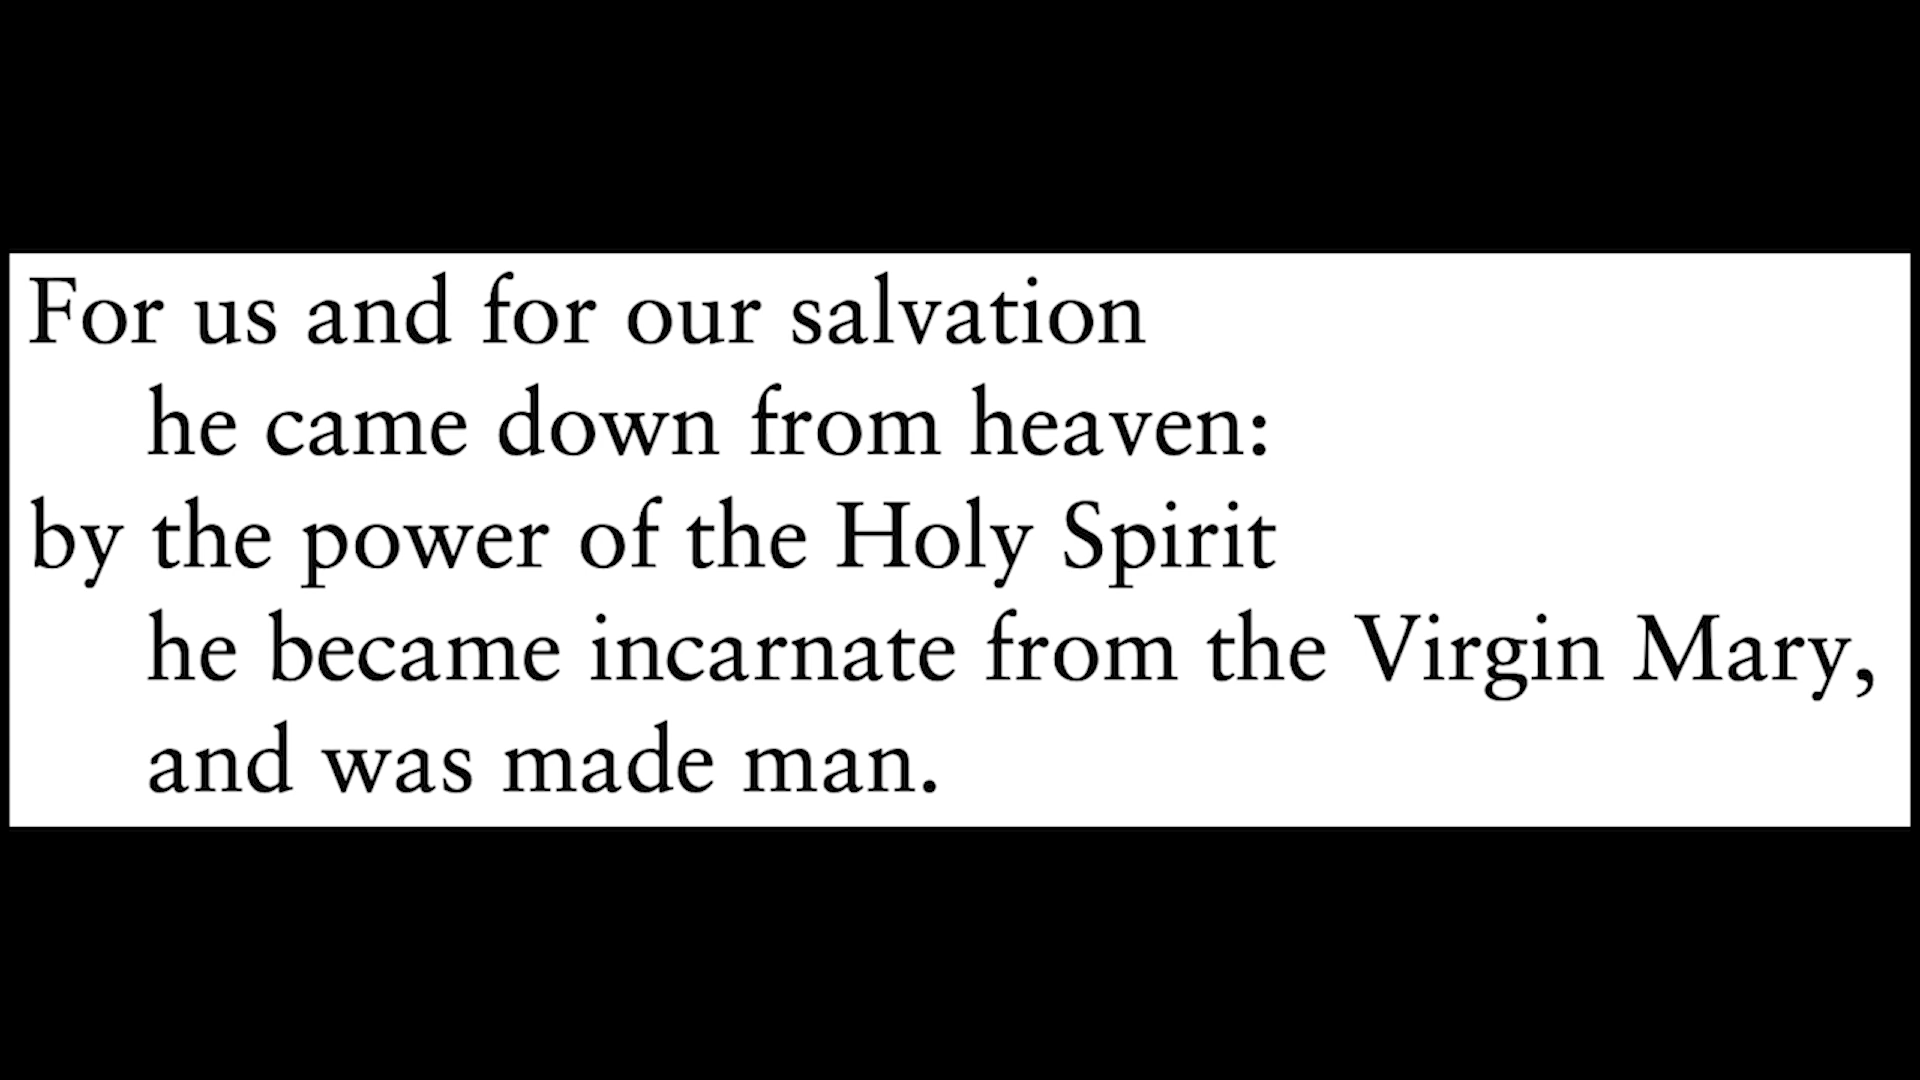 For us and for our salvation
he came down from heaven:
by the power of the Holy Spirit
he became incarnate from the Virgin Mary,
and was made man.